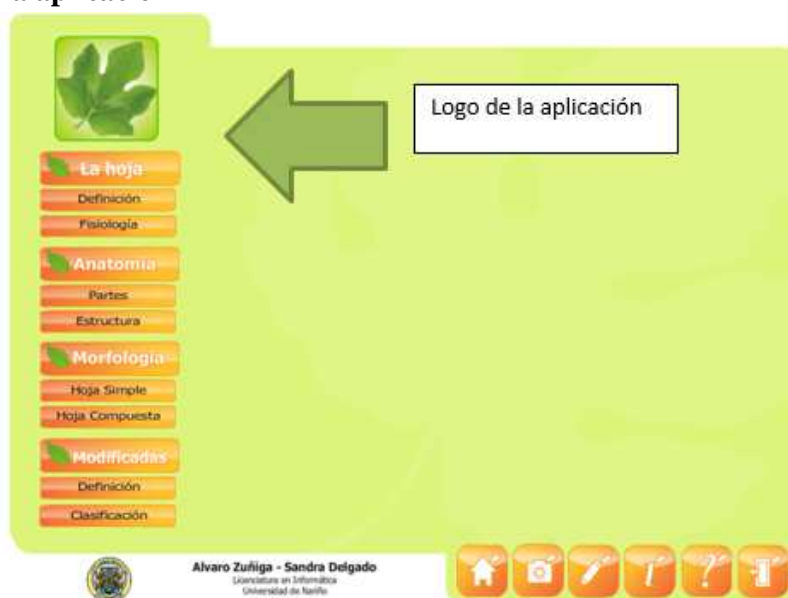 Logo de la aplicación
La hoja
Definición
Fisiología
Anatomía
Partes
Estructura
Morfología
Hoja Simple
Hoja Compuesta
Modificadas
Definición
Clasificación
Alvaro Zuñiga - Sandra Delgado
Licenciatura en Informática
Universidad de Nariño
i
?